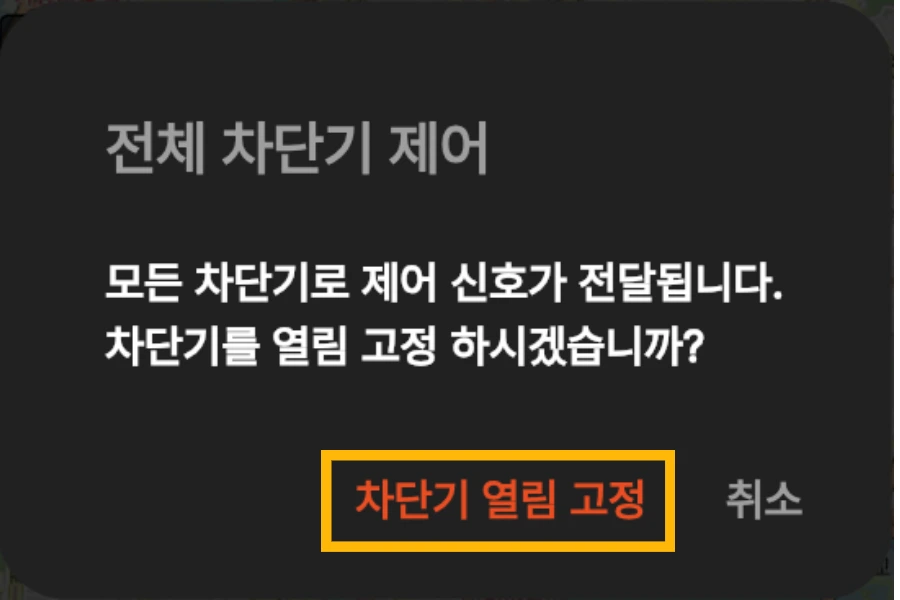 전체 차단기 제어
모든 차단기로 제어 신호가 전달됩니다.
차단기를 열림 고정 하시겠습니까?
차단기 열림 고정 취소